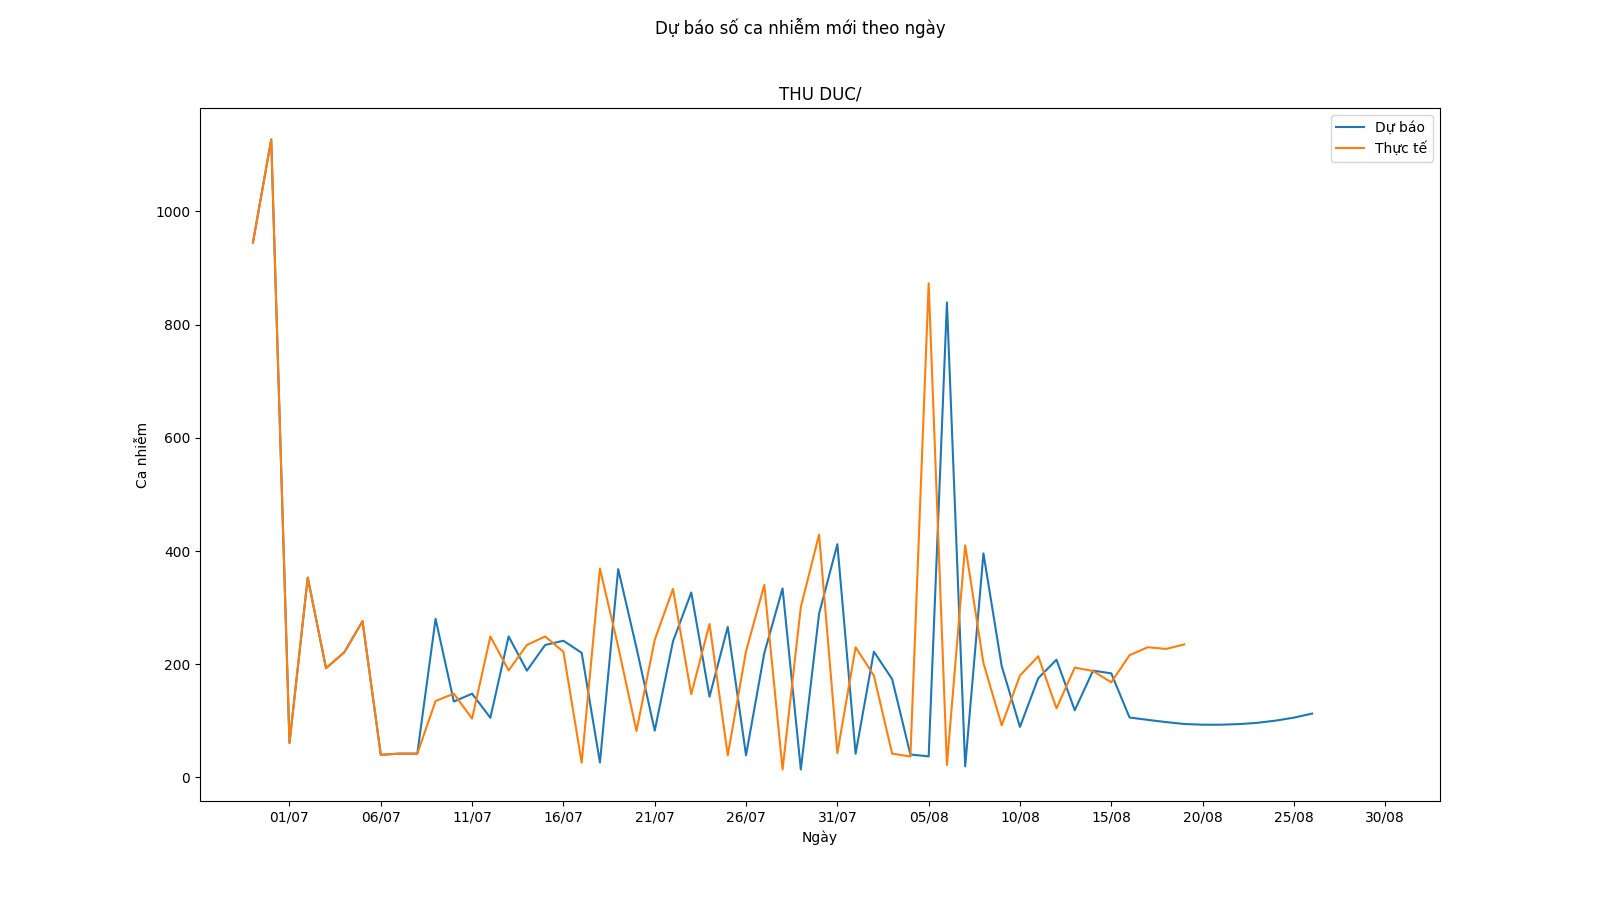 Dự báo số ca nhiễm mới theo ngày
THU DUC/
Dự báo
Thực tế
Ca nhiễm
1000
800
600
400
200
0
01/07 06/07 11/07 16/07 21/07 26/07 31/07 05/08 10/08 15/08 20/08 25/08 30/08
Ngày